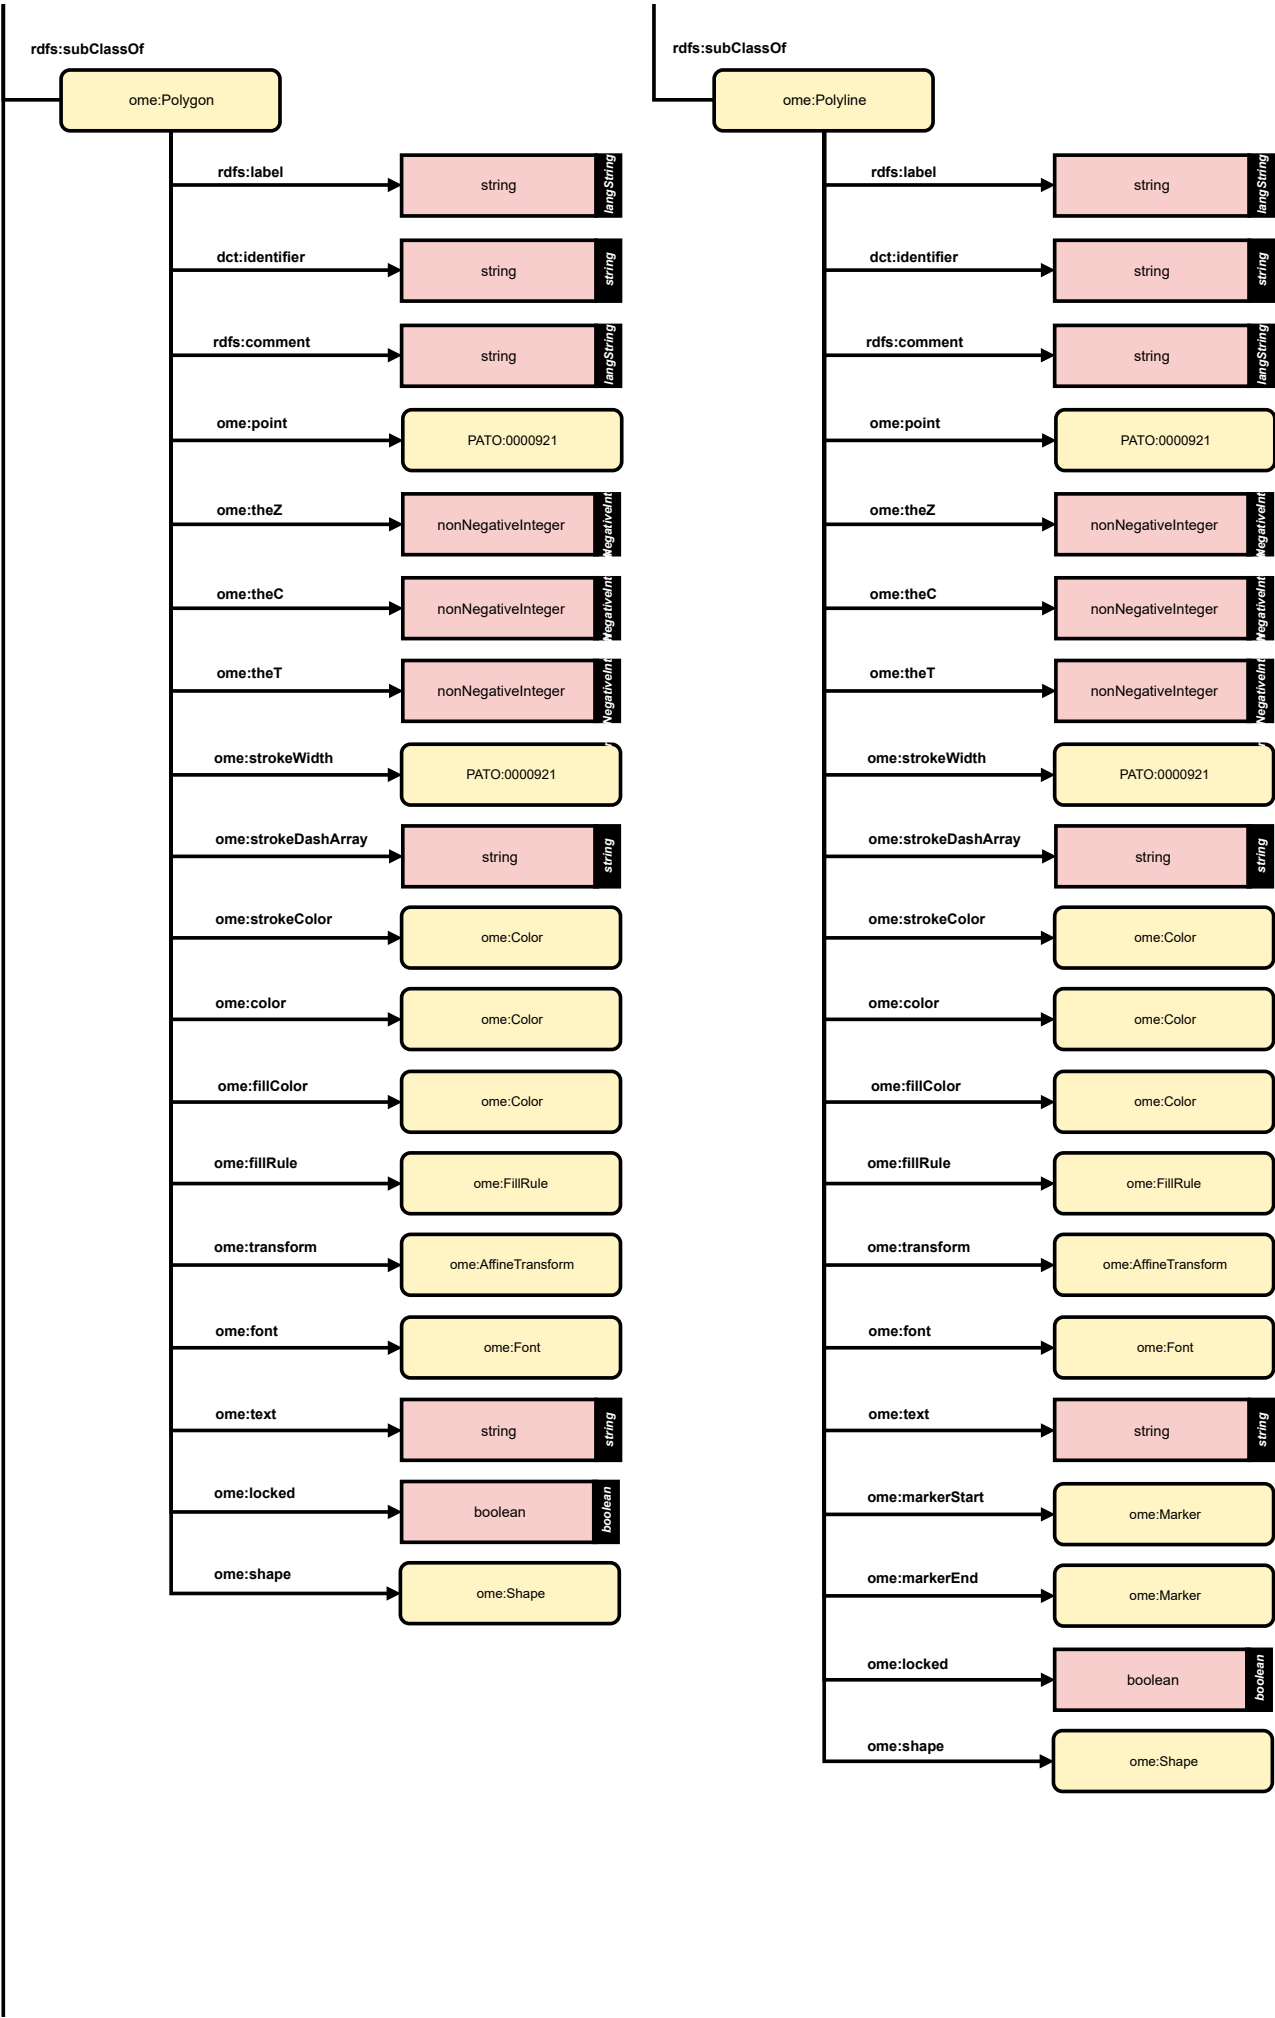 rdfs:subClassOf
ome:Polygon
rdfs:label
string
langString
dct:identifier
string
string
rdfs:comment
string
langString
ome:point
PATO:0000921
ome:theZ
nonNegativeInteger
ome:theC
nonNegativeInteger
ome:theT
nonNegativeInteger
ome:strokeWidth
PATO:0000921
ome:strokeDashArray
string
string
ome:strokeColor
ome:Color
ome:color
ome:Color
ome:fillColor
ome:Color
ome:fillRule
ome:FillRule
ome:transform
ome:AffineTransform
ome:font
ome:Font
ome:text
string
string
ome:locked
boolean
boolean
ome:shape
ome:Shape
rdfs:subClassOf
ome:Polyline
rdfs:label
string
langString
dct:identifier
string
string
rdfs:comment
string
langString
ome:point
PATO:0000921
ome:theZ
nonNegativeInteger
ome:theC
nonNegativeInteger
ome:theT
nonNegativeInteger
ome:strokeWidth
PATO:0000921
ome:strokeDashArray
string
string
ome:strokeColor
ome:Color
ome:color
ome:Color
ome:fillColor
ome:Color
ome:fillRule
ome:FillRule
ome:transform
ome:AffineTransform
ome:font
ome:Font
ome:text
string
string
ome:markerStart
ome:Marker
ome:markerEnd
ome:Marker
ome:locked
boolean
boolean
ome:shape
ome:Shape